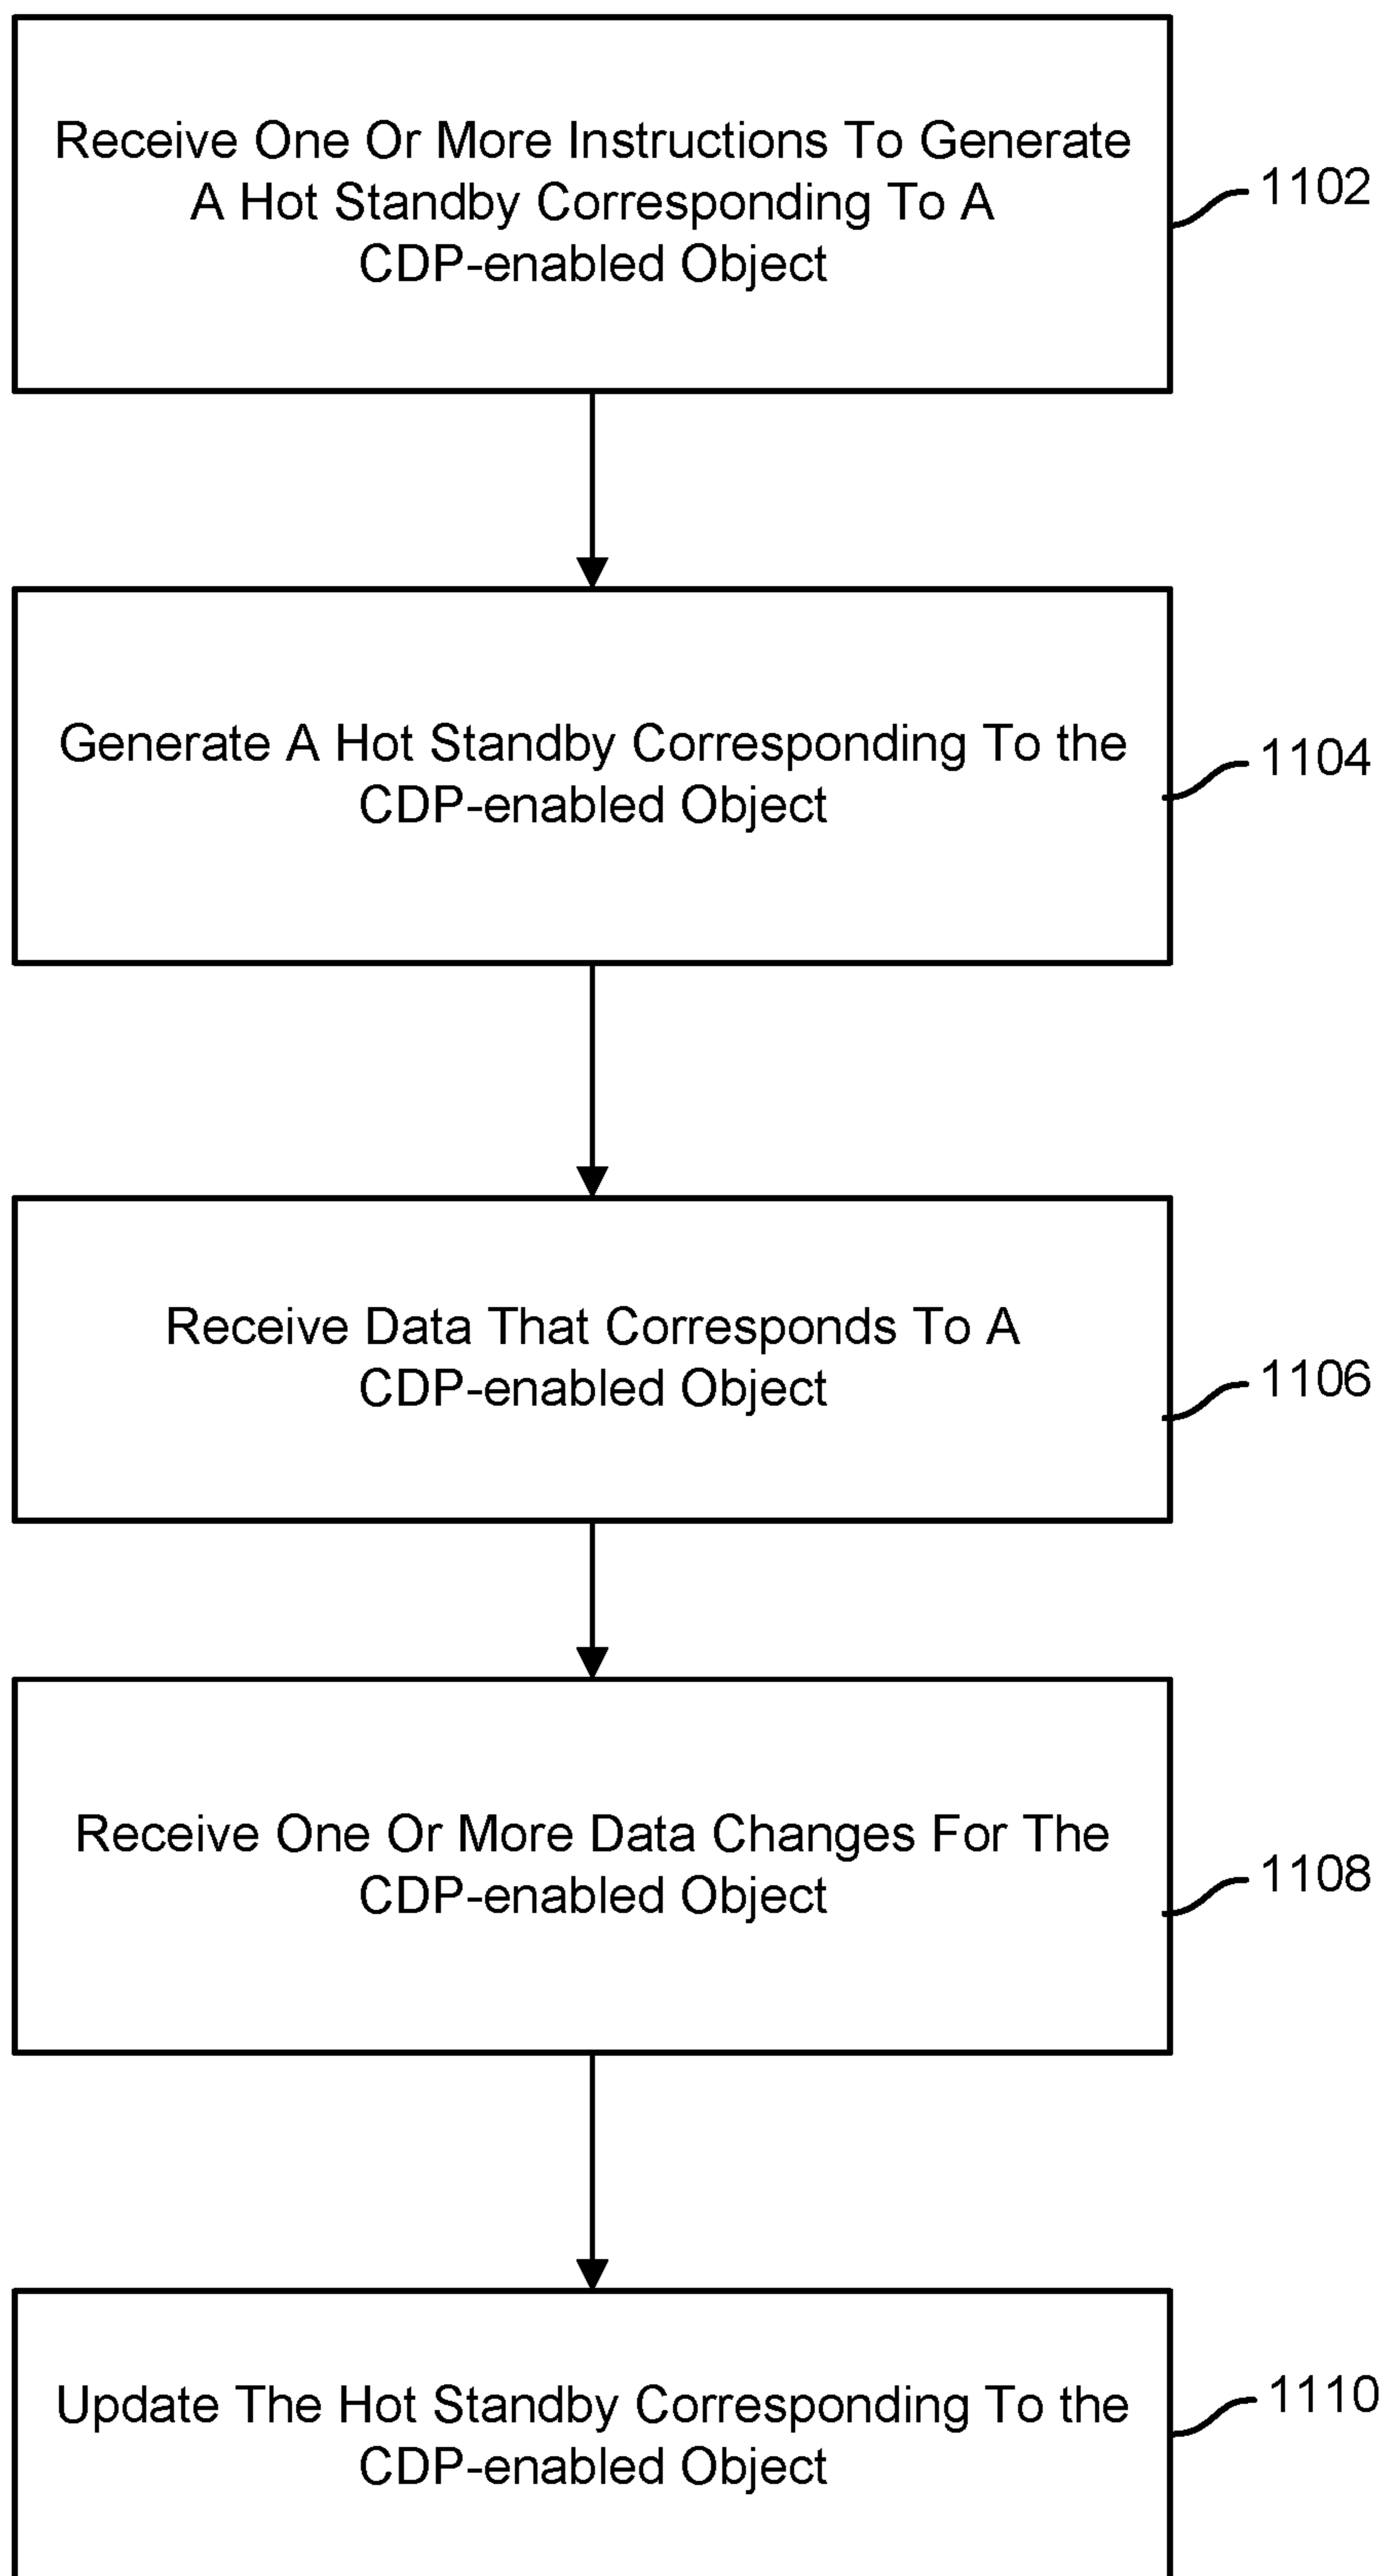 Receive One Or More Instructions To Generate
A Hot Standby Corresponding To A
CDP-enabled Object
1102
Generate A Hot Standby Corresponding To the
CDP-enabled Object
1104
Receive Data That Corresponds To A
CDP-enabled Object
1106
Receive One Or More Data Changes For The
CDP-enabled Object
1108
Update The Hot Standby Corresponding To the
CDP-enabled Object
1110